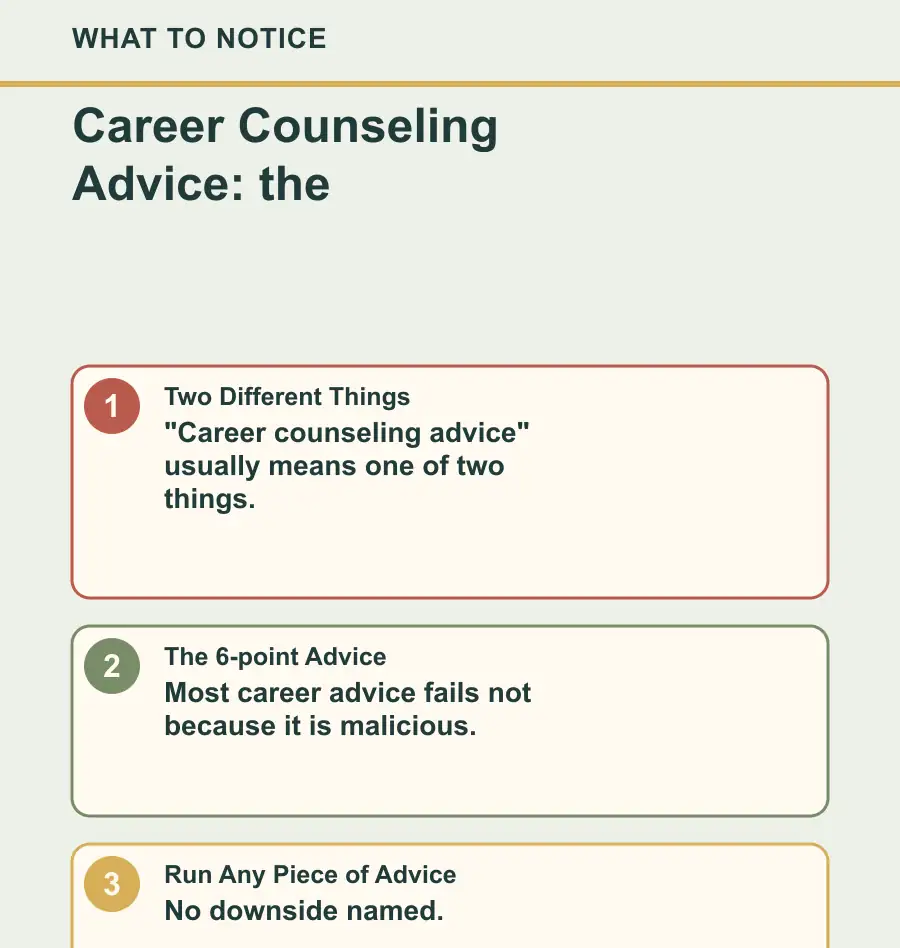 WHAT TO NOTICE
Career Counseling
Advice: the
1
Two Different Things
"Career counseling advice"
usually means one of two
things.
2
The 6-point Advice
Most career advice fails not
because it is malicious.
3
Run Any Piece of Advice
No downside named.